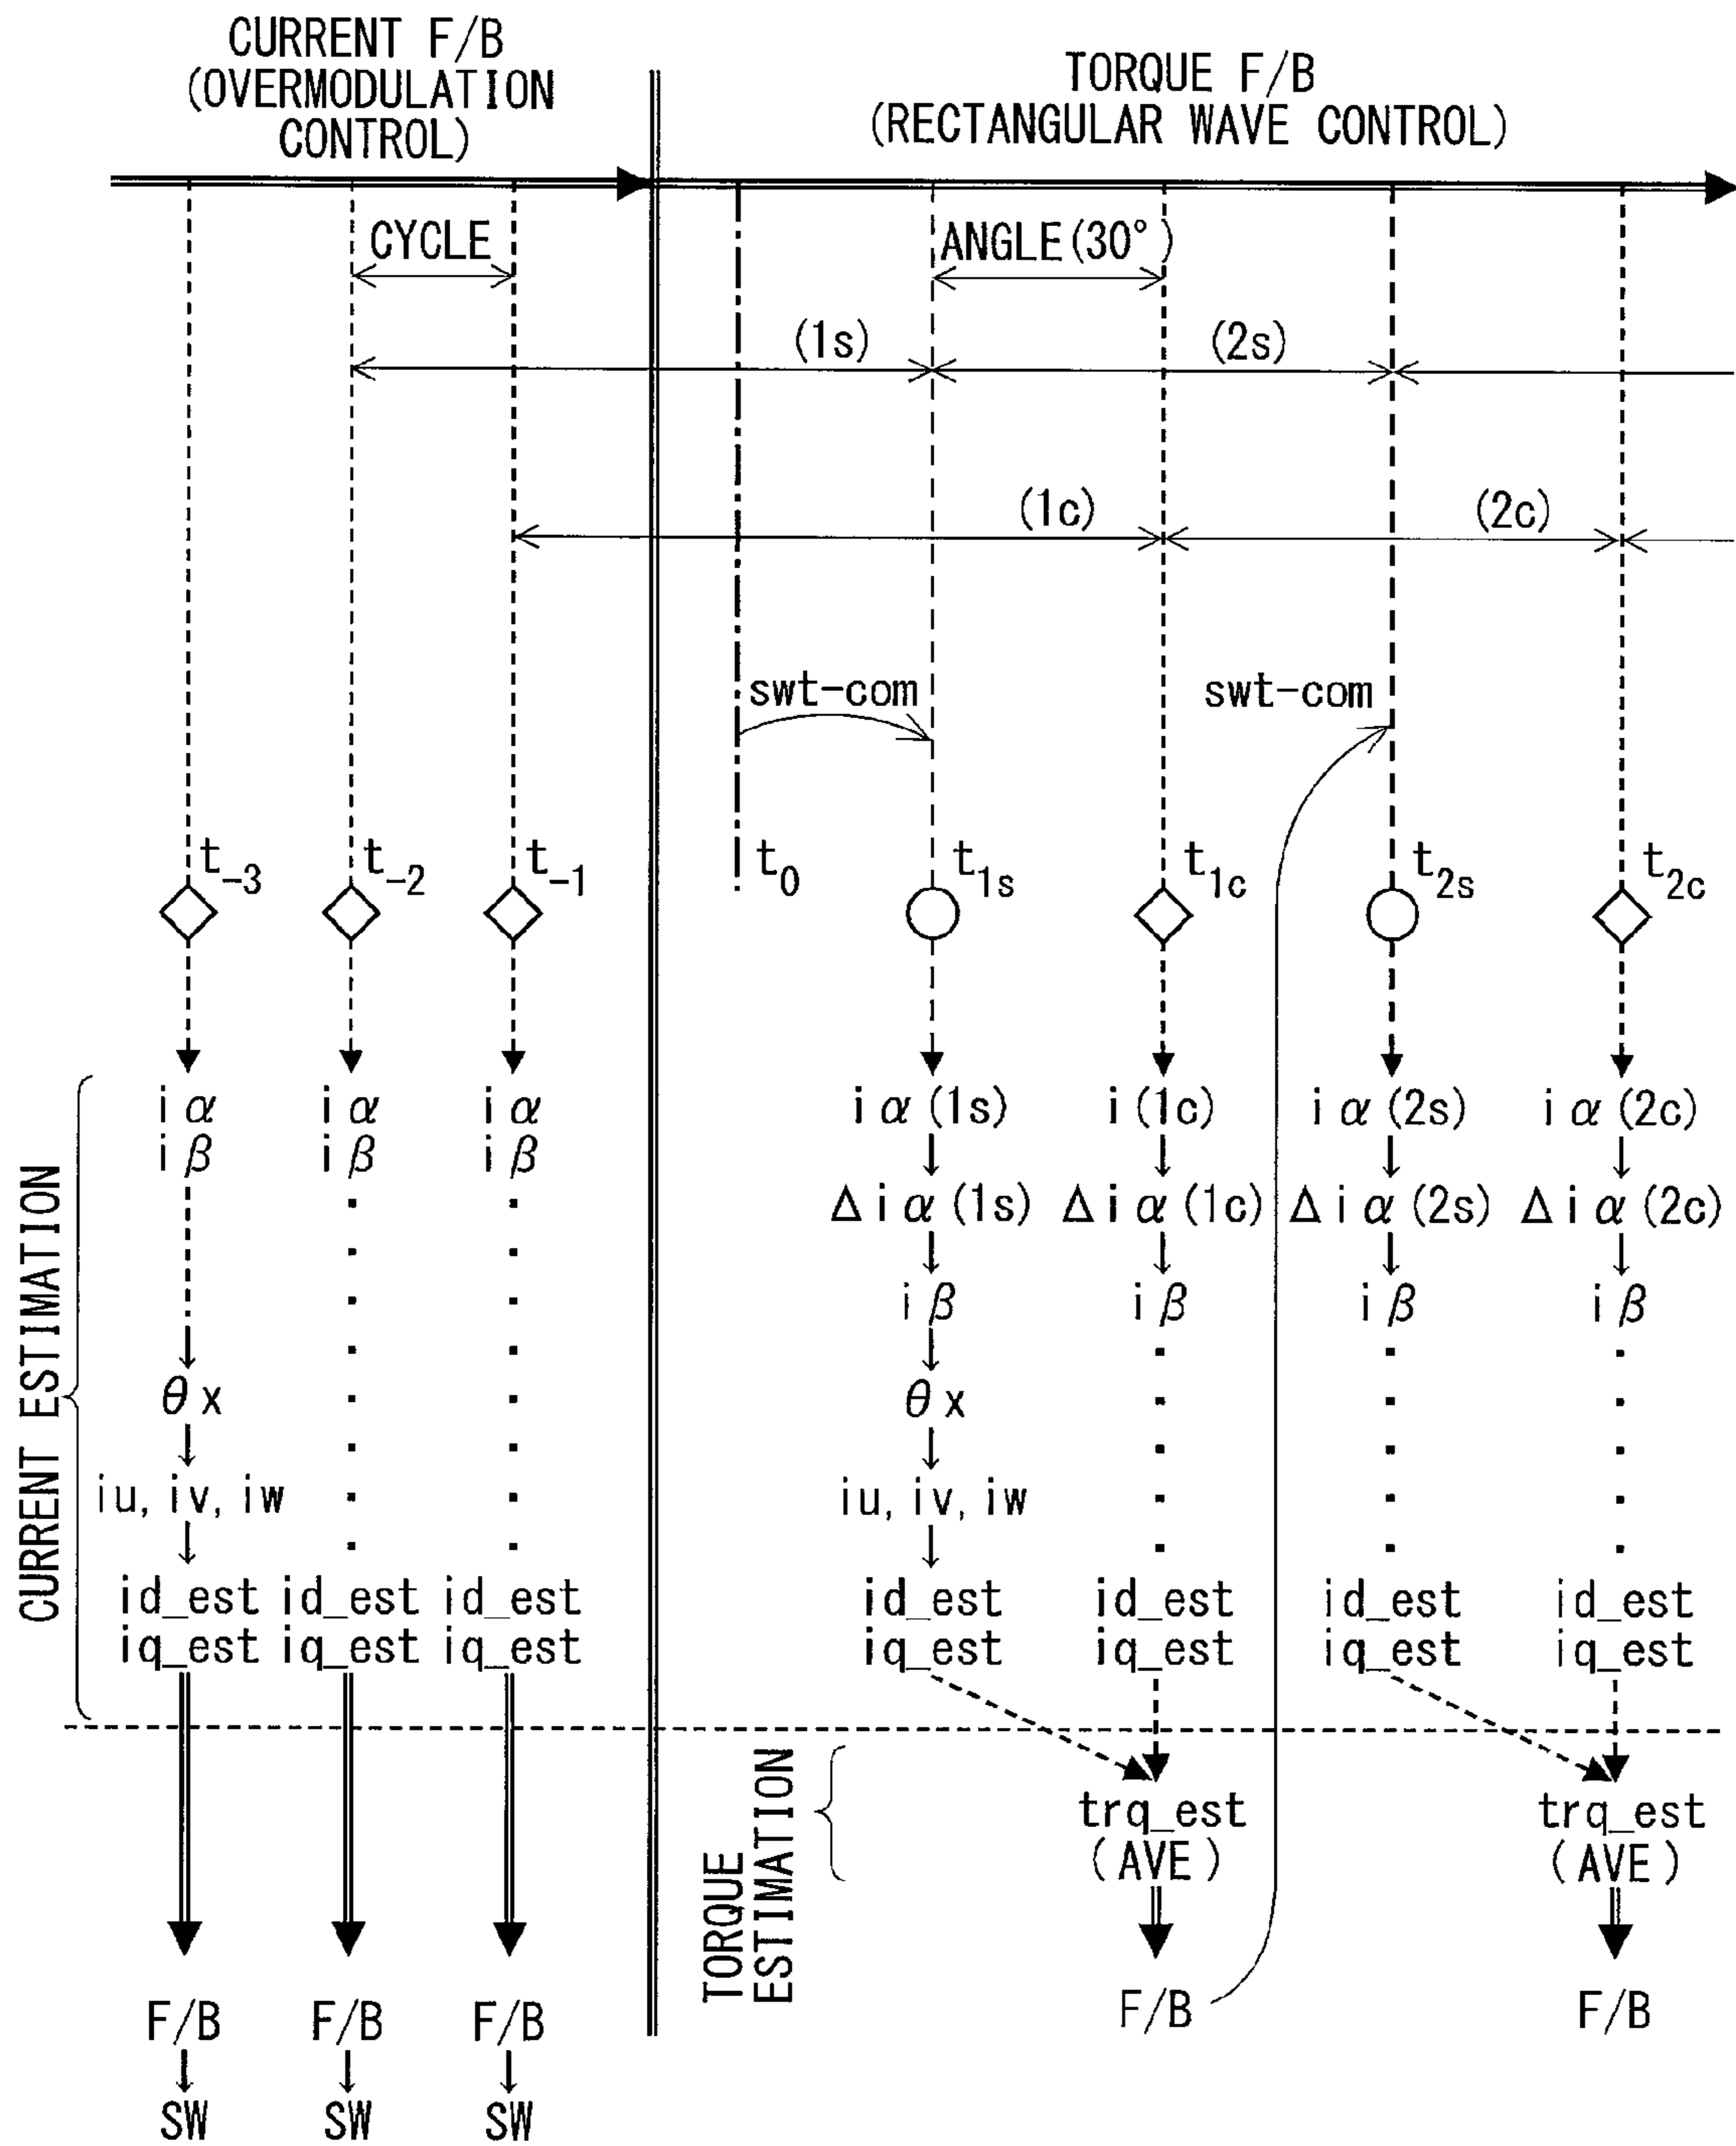 CURRENT F/B
(OVERMODULATION
CONTROL)
TORQUE F/B
(RECTANGULAR WAVE CONTROL)
CYCLE
ANGLE(30°)
(1s)
(2s)
(1c)
(2c)
swt-com
swt-com
t-3
t-2
t-1
t0
t1s
t1c
t2s
t2c
CURRENT ESTIMATION
iα iα iα iα(1s) i(1c) iα(2s) iα(2c)
iβ iβ iβ
Δiα(1s) Δiα(1c) Δiα(2s) Δiα(2c)
iβ iβ iβ iβ
θx θx
iu, iv, iw iu, iv, iw
id_est id_est id_est id_est id_est id_est id_est
iq_est iq_est iq_est iq_est iq_est iq_est iq_est
TORQUE
ESTIMATION
trq_est trq_est
(AVE) (AVE)
F/B F/B F/B F/B F/B
SW SW SW